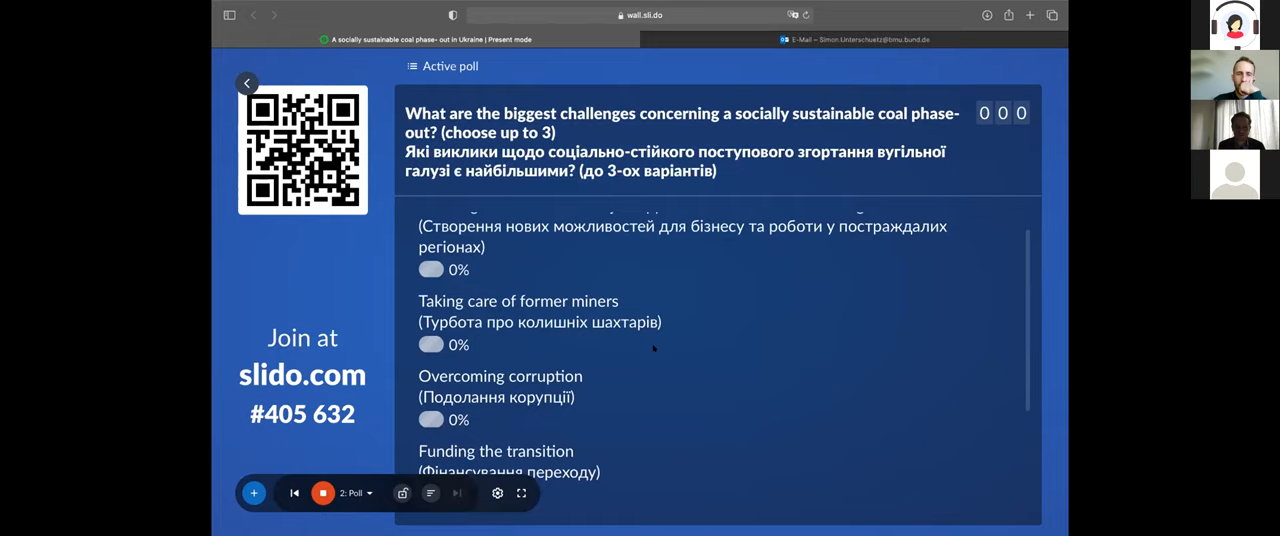 wall.sli.do
A socially sustainable coal phase- out in Ukraine | Present mode
E-Mail – Simon.Unterschuetz@bmu.bund.de
Active poll
What are the biggest challenges concerning a socially sustainable coal phase-
out? (choose up to 3)
Які виклики щодо соціально-стійкого поступового згортання вугільної
галузі є найбільшими? (до 3-ох варіантів)
0 0 0
(Створення нових можливостей для бізнесу та роботи у постраждалих
регіонах)
0%
Taking care of former miners
(Турбота про колишніх шахтарів)
0%
Overcoming corruption
(Подолання корупції)
0%
Funding the transition
(Фінансування переходу)
Join at
slido.com
#405 632
2: Poll